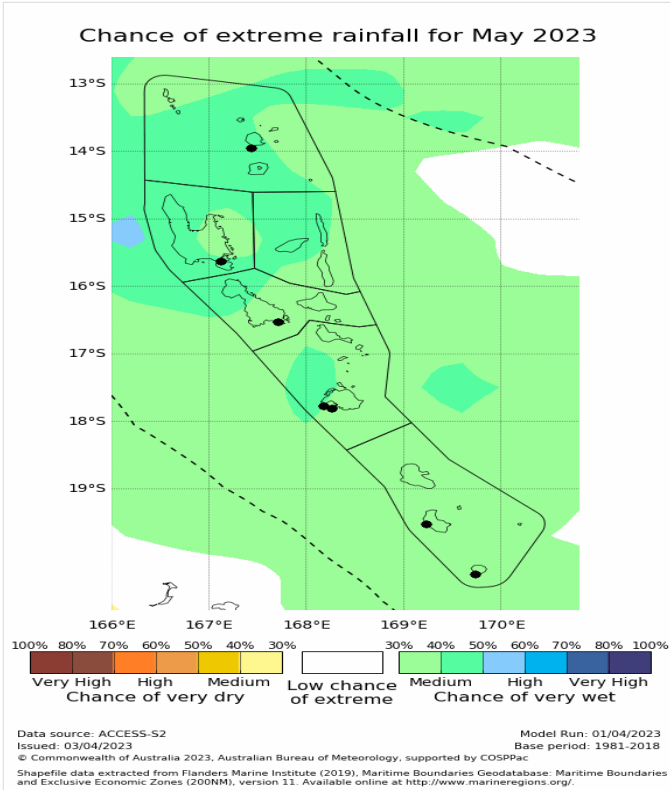 Chance of extreme rainfall for May 2023
13°S
14°S
15°S
16°S
17°S
18°S
19°S
166°E 167°E 168°E 169°E 170°E
100% 80% 70% 60% 50% 40% 30% 30% 40% 50% 60% 70% 80% 100%
Very High High Medium Low chance Medium High Very High
Chance of very dry of extreme Chance of very wet
Data source: ACCESS-S2 Model Run: 01/04/2023
Issued: 03/04/2023 Base period: 1981-2018
© Commonwealth of Australia 2023, Australian Bureau of Meteorology, supported by COSPPac
Shapefile data extracted from Flanders Marine Institute (2019), Maritime Boundaries Geodatabase: Maritime Boundaries
and Exclusive Economic Zones (200NM), version 11. Available online at http://www.marineregions.org/.